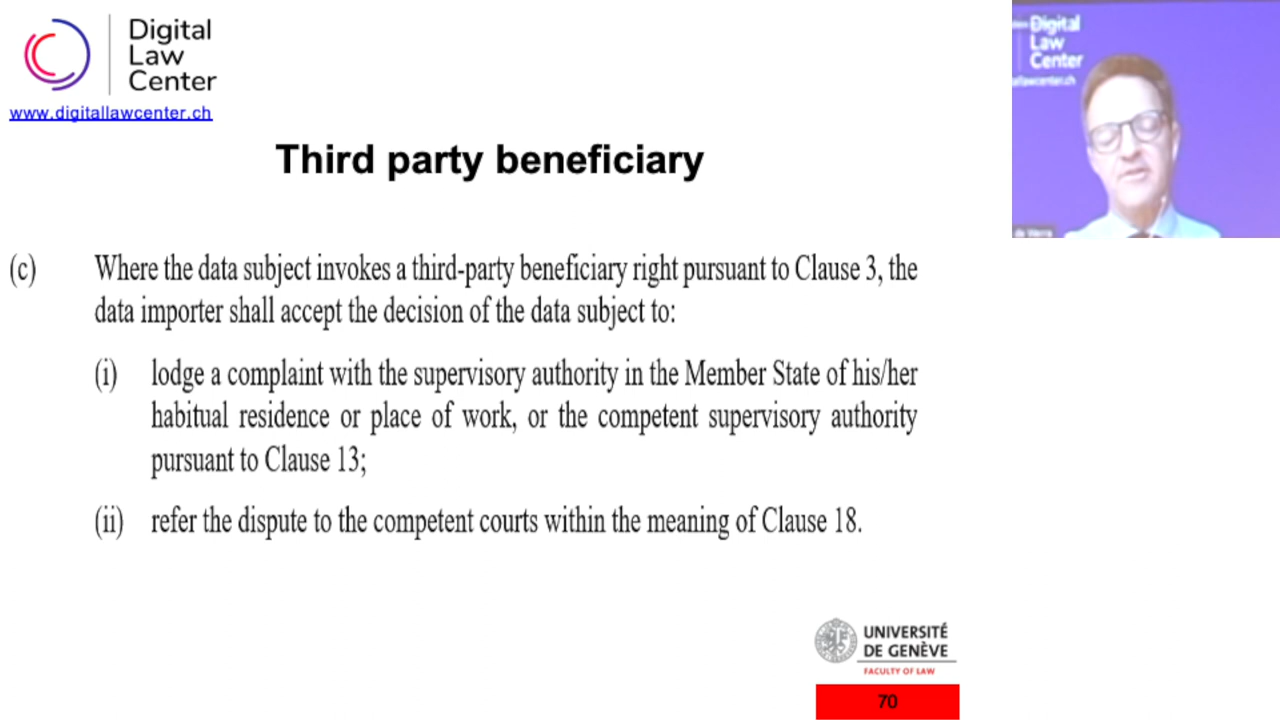 Digital
Law
Center
www.digitallawcenter.ch
Digital
Law
Center
Third party beneficiary
(c) Where the data subject invokes a third-party beneficiary right pursuant to Clause 3, the
data importer shall accept the decision of the data subject to:
(i) lodge a complaint with the supervisory authority in the Member State of his/her
habitual residence or place of work, or the competent supervisory authority
pursuant to Clause 13;
(ii) refer the dispute to the competent courts within the meaning of Clause 18.
UNIVERSITÉ
DE GENÈVE
FACULTY OF LAW
70